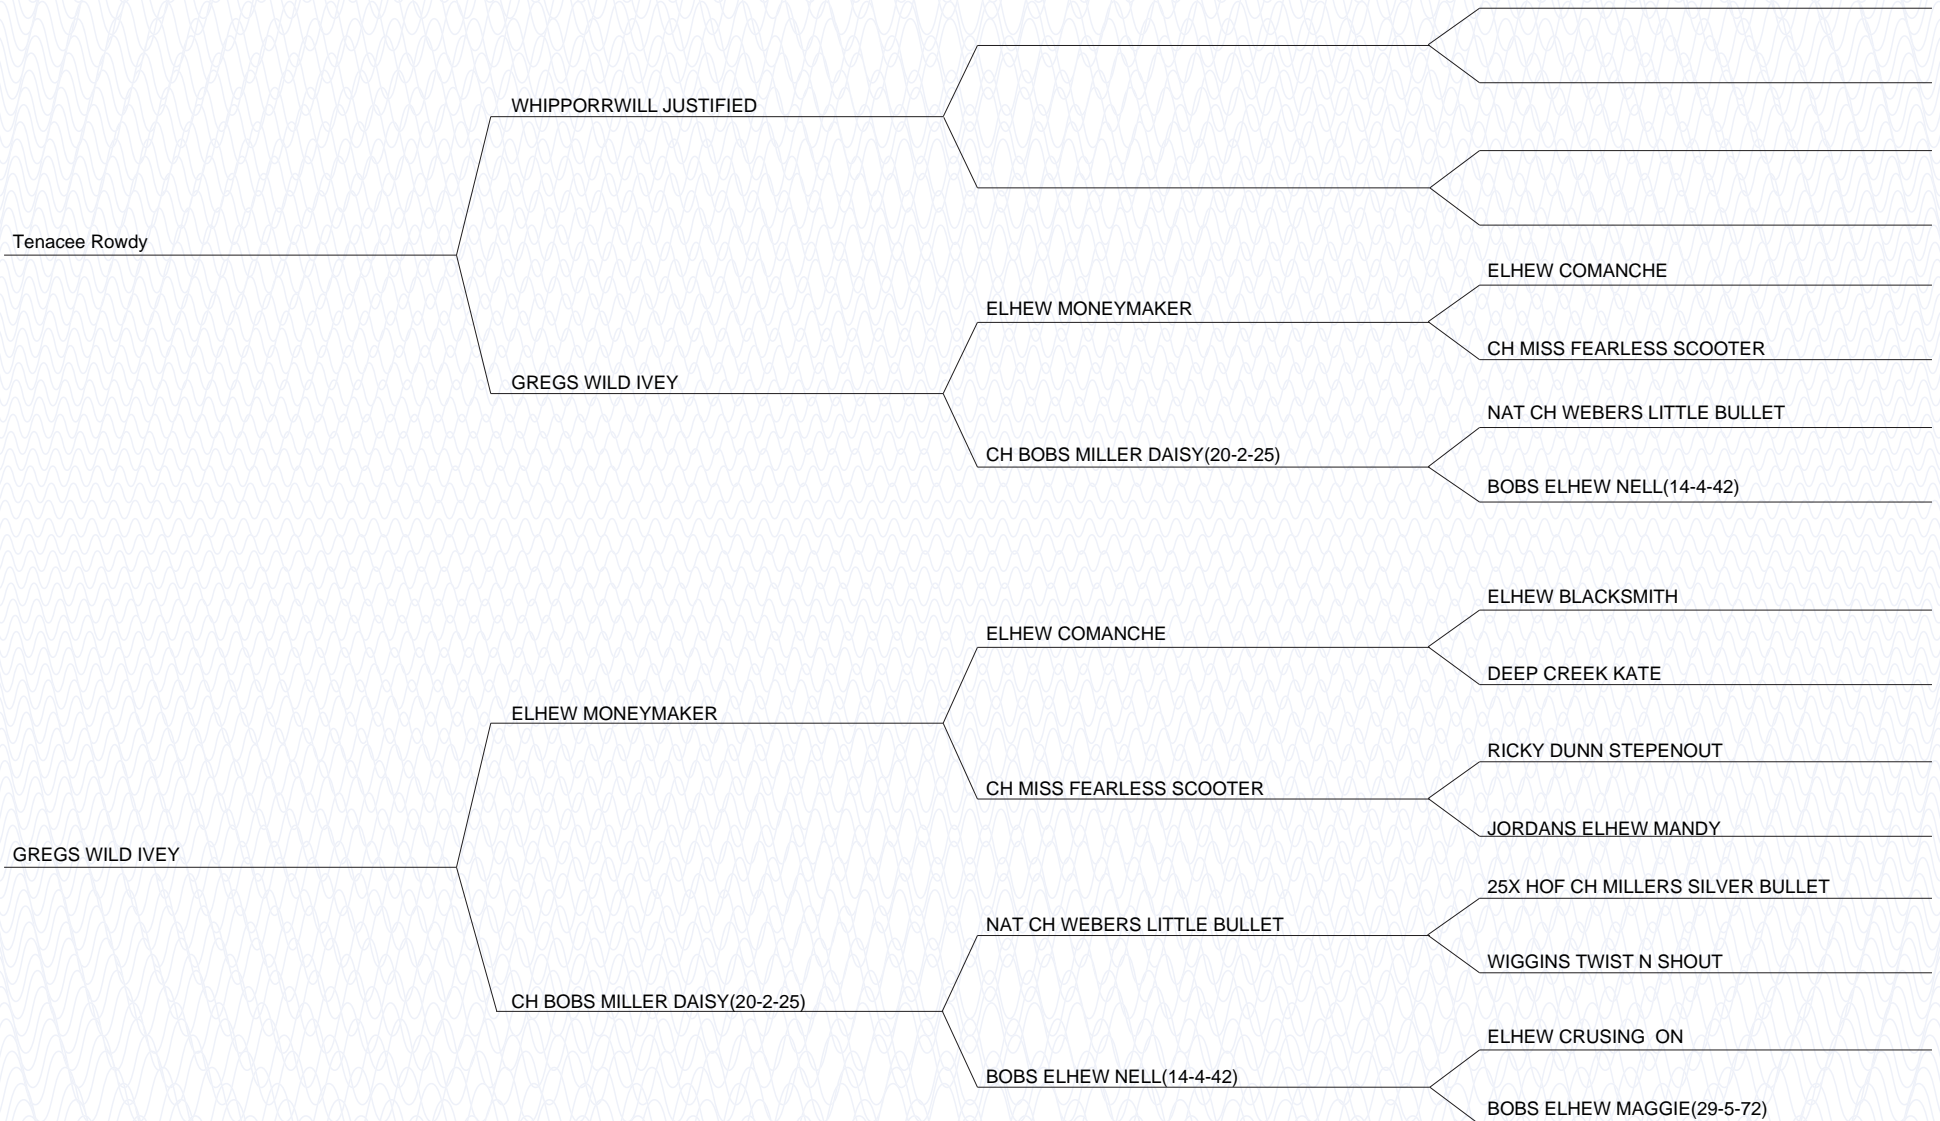 WHIPPORRWILL JUSTIFIED
Tenacee Rowdy
ELHEW COMANCHE
ELHEW MONEYMAKER
CH MISS FEARLESS SCOOTER
GREGS WILD IVEY
NAT CH WEBERS LITTLE BULLET
CH BOBS MILLER DAISY(20-2-25)
BOBS ELHEW NELL(14-4-42)
ELHEW BLACKSMITH
ELHEW COMANCHE
DEEP CREEK KATE
ELHEW MONEYMAKER
RICKY DUNN STEPENOUT
CH MISS FEARLESS SCOOTER
JORDANS ELHEW MANDY
GREGS WILD IVEY
25X HOF CH MILLERS SILVER BULLET
NAT CH WEBERS LITTLE BULLET
WIGGINS TWIST N SHOUT
CH BOBS MILLER DAISY(20-2-25)
ELHEW CRUSING  ON
BOBS ELHEW NELL(14-4-42)
BOBS ELHEW MAGGIE(29-5-72)